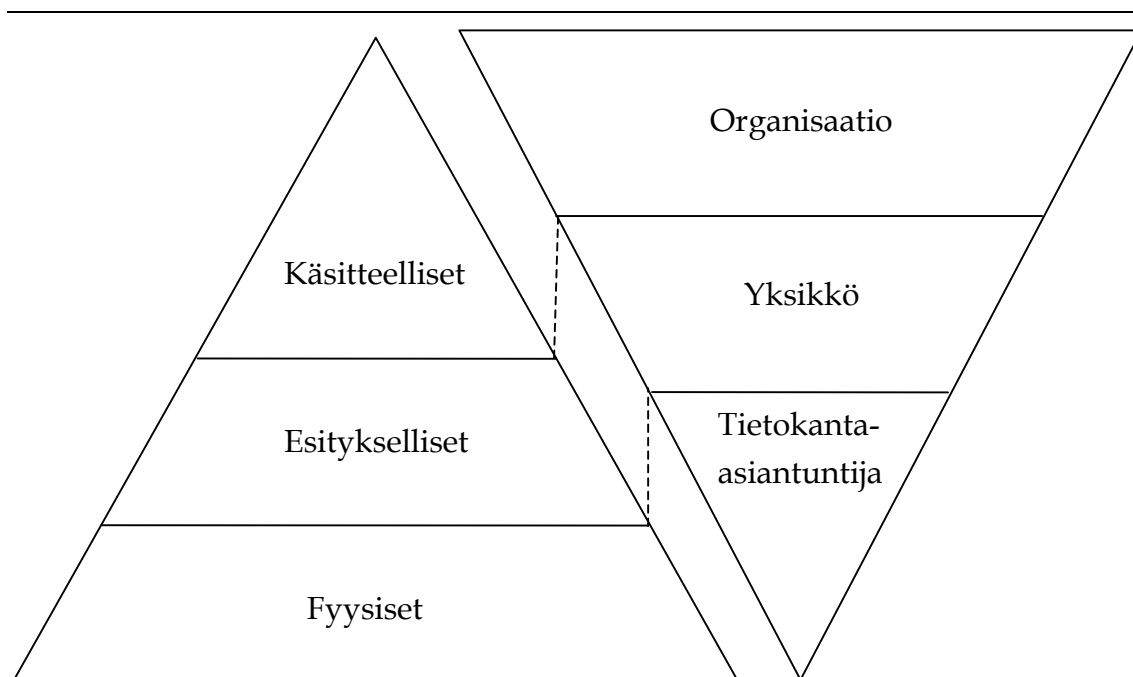 Organisaatio
Käsitteelliset
Yksikkö
Esitykselliset
Tietokanta-
asiantuntija
Fyysiset